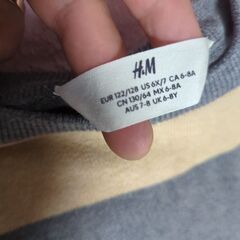 H&M
EUR 122/128 US 6X/7 CA 6-8A
CN 130/64 MX 6-8A
AUS 7-8 UK 6-8Y